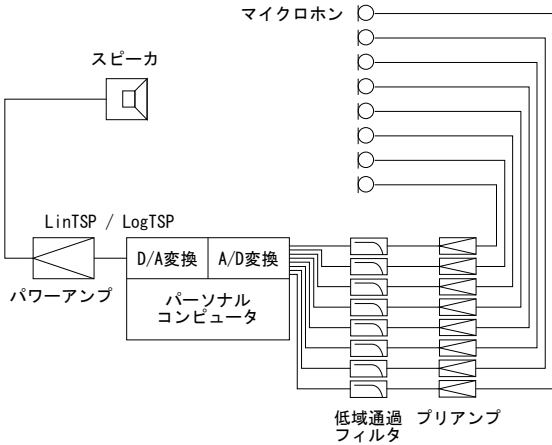 マイクロホン
スピーカ
LinTSP / LogTSP
D/A変換
A/D変換
パワーアンプ
パーソナル
コンピュータ
低域通過
フィルタ
プリアンプ